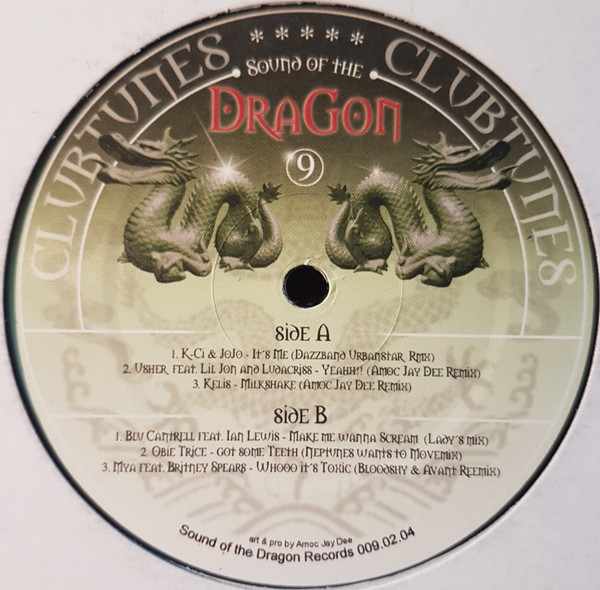 CLUBTUNES ***** CLUBTUNES
SOUND OF THE
DRAGON
9
SIDE A
1. K-Ci & JoJo - It's Me (Dazzband Urbanstar Rmx)
2. Usher feat. Lil Jon and Ludacriss - Yeahh!! (Amoc Jay Dee Remix)
3. Kelis - Milkshake (Amoc Jay Dee Remix)
SIDE B
1. Blu Cantrell feat. Ian Lewis - Make me wanna Scream (Lady's mix)
2. Obie Trice - got some Teeth (Neptunes wants to Movemix)
3. Mya feat. Britney Spears - Whooo it's Toxic (Bloodshy & Avant Reemix)
art & pro by Amoc Jay Dee
Sound of the Dragon Records 009.02.04